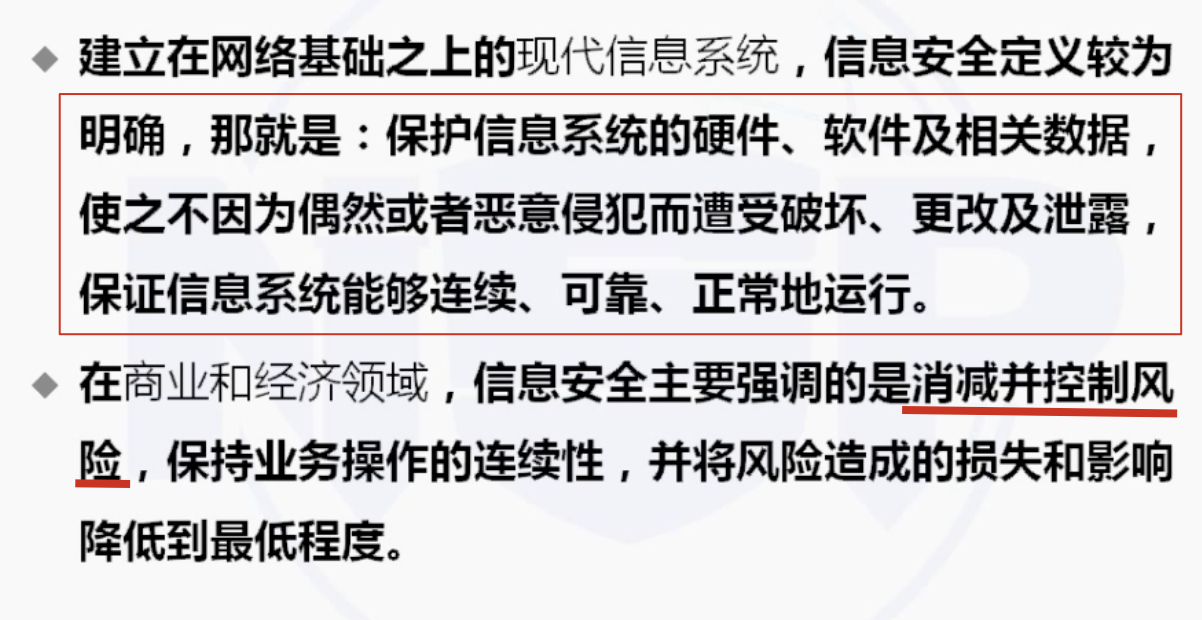 建立在网络基础之上的现代信息系统，信息安全定义较为
明确，那就是：保护信息系统的硬件、软件及相关数据，
使之不因为偶然或者恶意侵犯而遭受破坏、更改及泄露，
保证信息系统能够连续、可靠、正常地运行。
在商业和经济领域，信息安全主要强调的是消减并控制风
险，保持业务操作的连续性，并将风险造成的损失和影响
降低到最低程度。